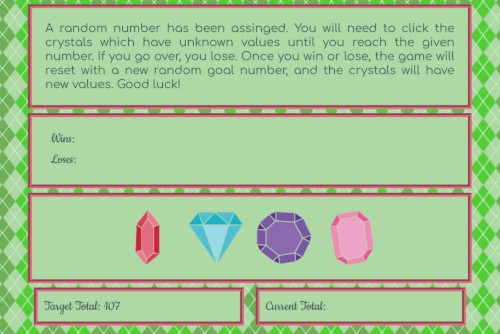 A random number has been assinged. You will need to click the
crystals which have unknown values until you reach the given
number. If you go over, you lose. Once you win or lose, the game will
reset with a new random goal number, and the crystals will have
new values. Good luck!
Wins:
Loses:
Target Total: 107
Current Total: